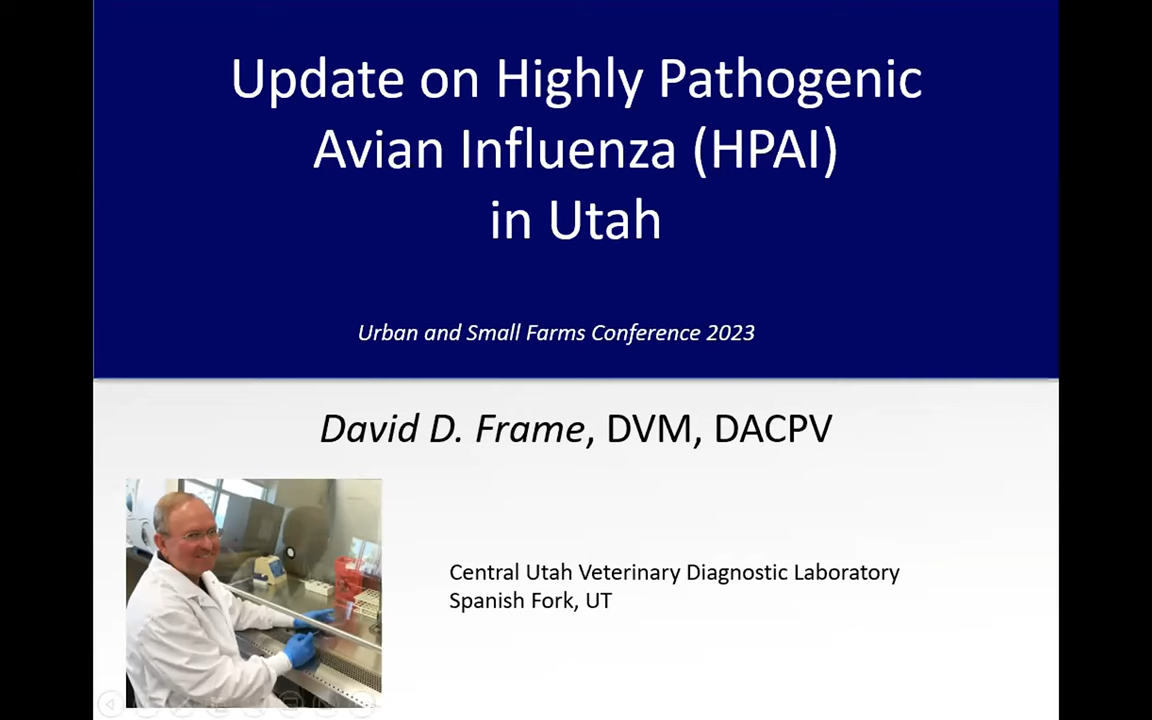 Update on Highly Pathogenic
Avian Influenza (HPAI)
in Utah
Urban and Small Farms Conference 2023
David D. Frame, DVM, DACPV
Central Utah Veterinary Diagnostic Laboratory
Spanish Fork, UT